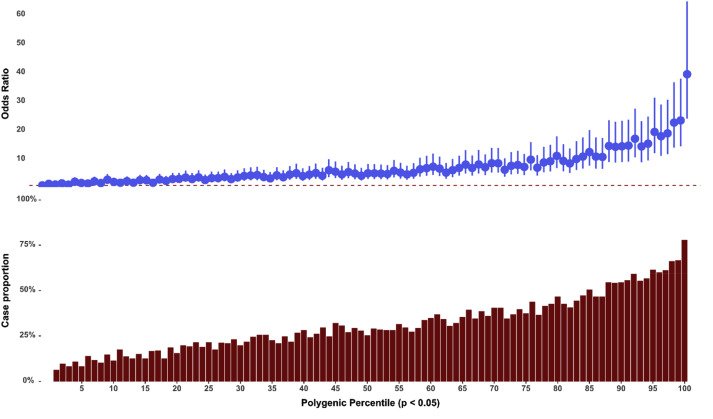 60
50
40
30
20
10
Odds Ratio
100%
75%
50%
25%
0%
Case proportion
5 10 15 20 25 30 35 40 45 50 55 60 65 70 75 80 85 90 95 100
Polygenic Percentile (p < 0.05)